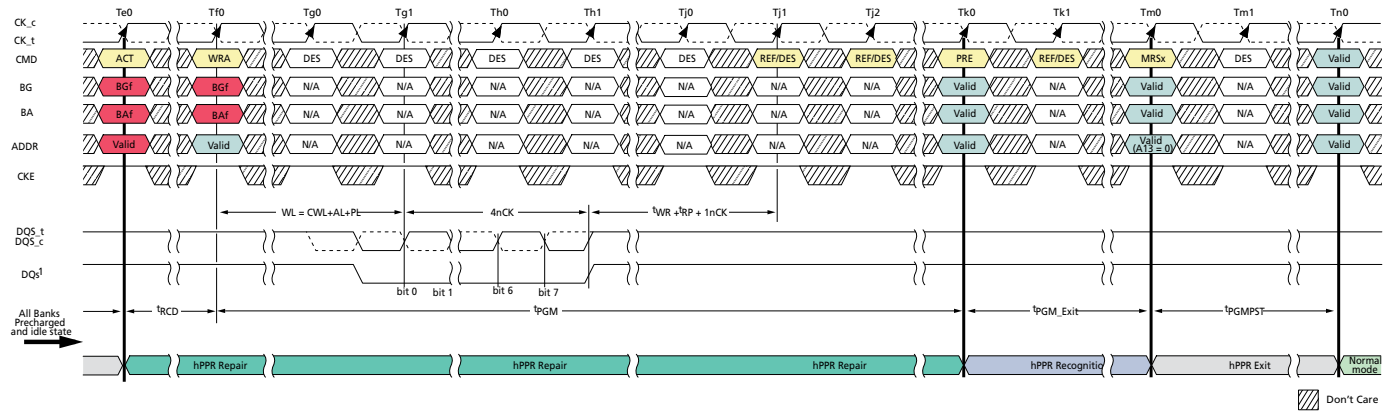 Te0 Tf0 Tg0 Tg1 Th0 Th1 Tj0 Tj1 Tj2 Tk0 Tk1 Tm0 Tm1 Tn0
CK_c
CK_t
CMD ACT WRA DES DES DES DES DES REF/DES REF/DES PRE REF/DES MRSx DES Valid
BG BGf BGf N/A N/A N/A N/A N/A N/A N/A Valid N/A Valid N/A Valid
BA BAf BAf N/A N/A N/A N/A N/A N/A N/A Valid N/A Valid N/A Valid
ADDR Valid Valid N/A N/A N/A N/A N/A N/A N/A Valid N/A Valid (A13 = 0) N/A Valid
CKE
WL = CWL+AL+PL 4nCK tWR +tRP + 1nCK
DQS_t
DQS_c
DQs1
bit 0 bit 1 bit 6 bit 7
All Banks
Precharged
and idle state
tRCD tPGM tPGM_Exit tPGMPST
hPPR Repair hPPR Repair hPPR Repair hPPR Recognitio hPPR Exit Normal
mode
Don't Care